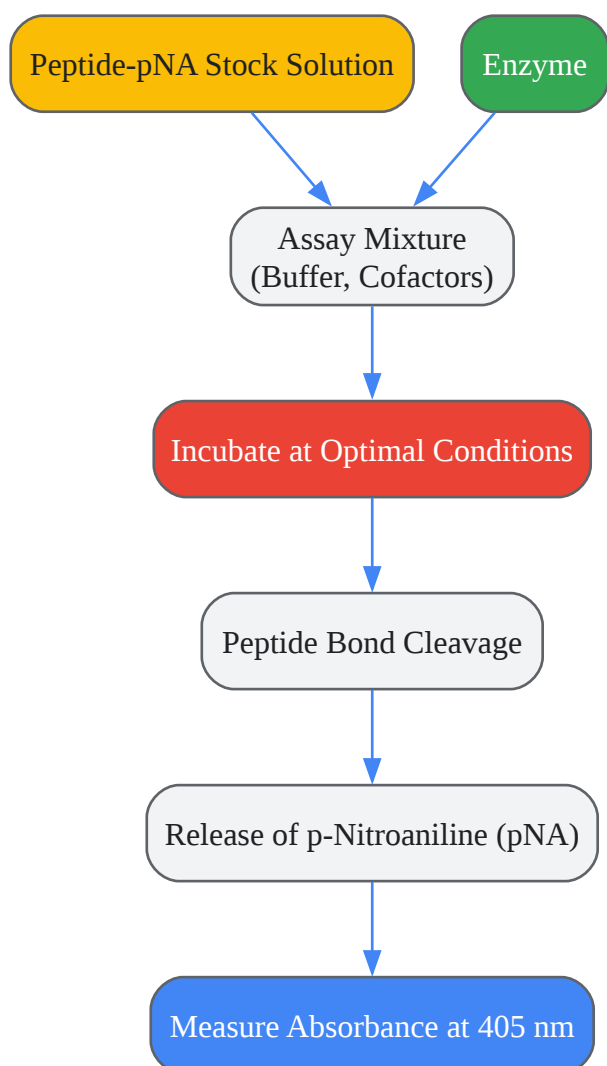 Peptide-pNA Stock Solution
Enzyme
Assay Mixture
(Buffer, Cofactors)
Incubate at Optimal Conditions
Peptide Bond Cleavage
Release of p-Nitroaniline (pNA)
Measure Absorbance at 405 nm